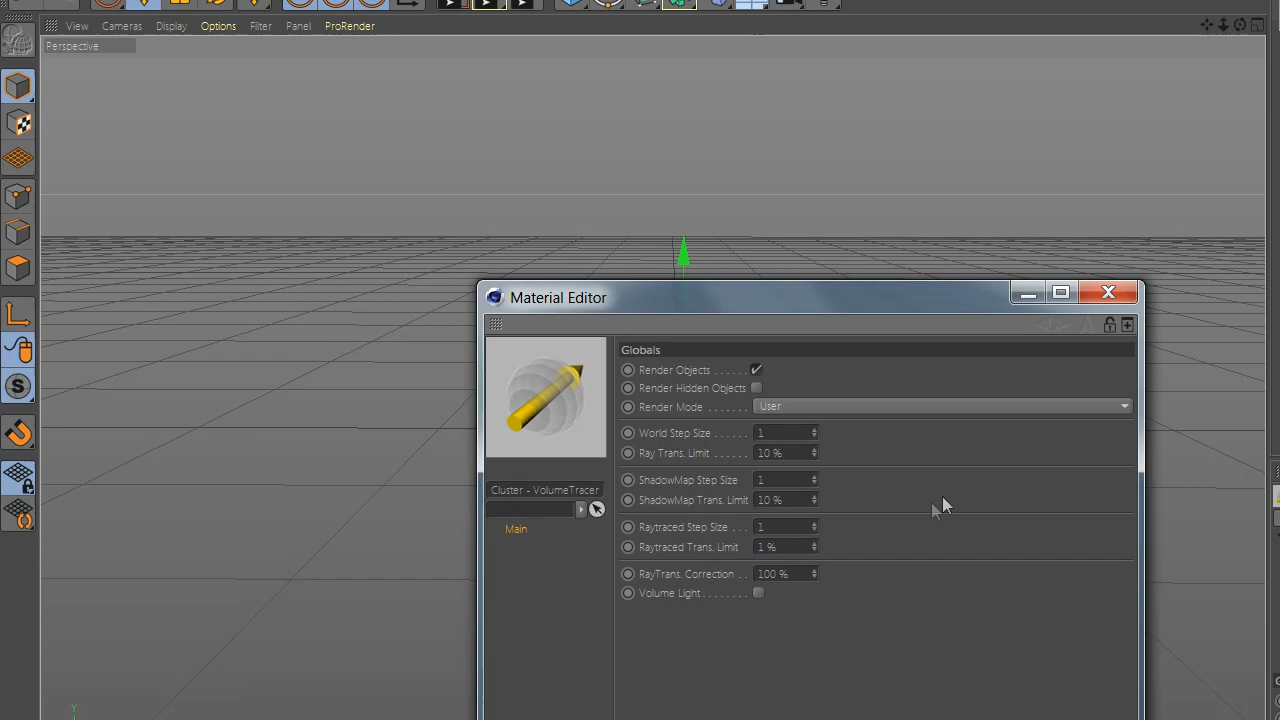 View Cameras Display Options Filter Panel ProRender
Perspective
Material Editor
Globals
Render Objects . . . . . .
Render Hidden Objects
Render Mode . . . . . . . User
World Step Size . . . . . . 1
Ray Trans. Limit . . . . . . 10 %
ShadowMap Step Size 1
ShadowMap Trans. Limit 10 %
Raytraced Step Size . . . 1
Raytraced Trans. Limit 1 %
RayTrans. Correction . . 100 %
Volume Light . . . . . . . .
Cluster - VolumeTracer
Main
S
Y